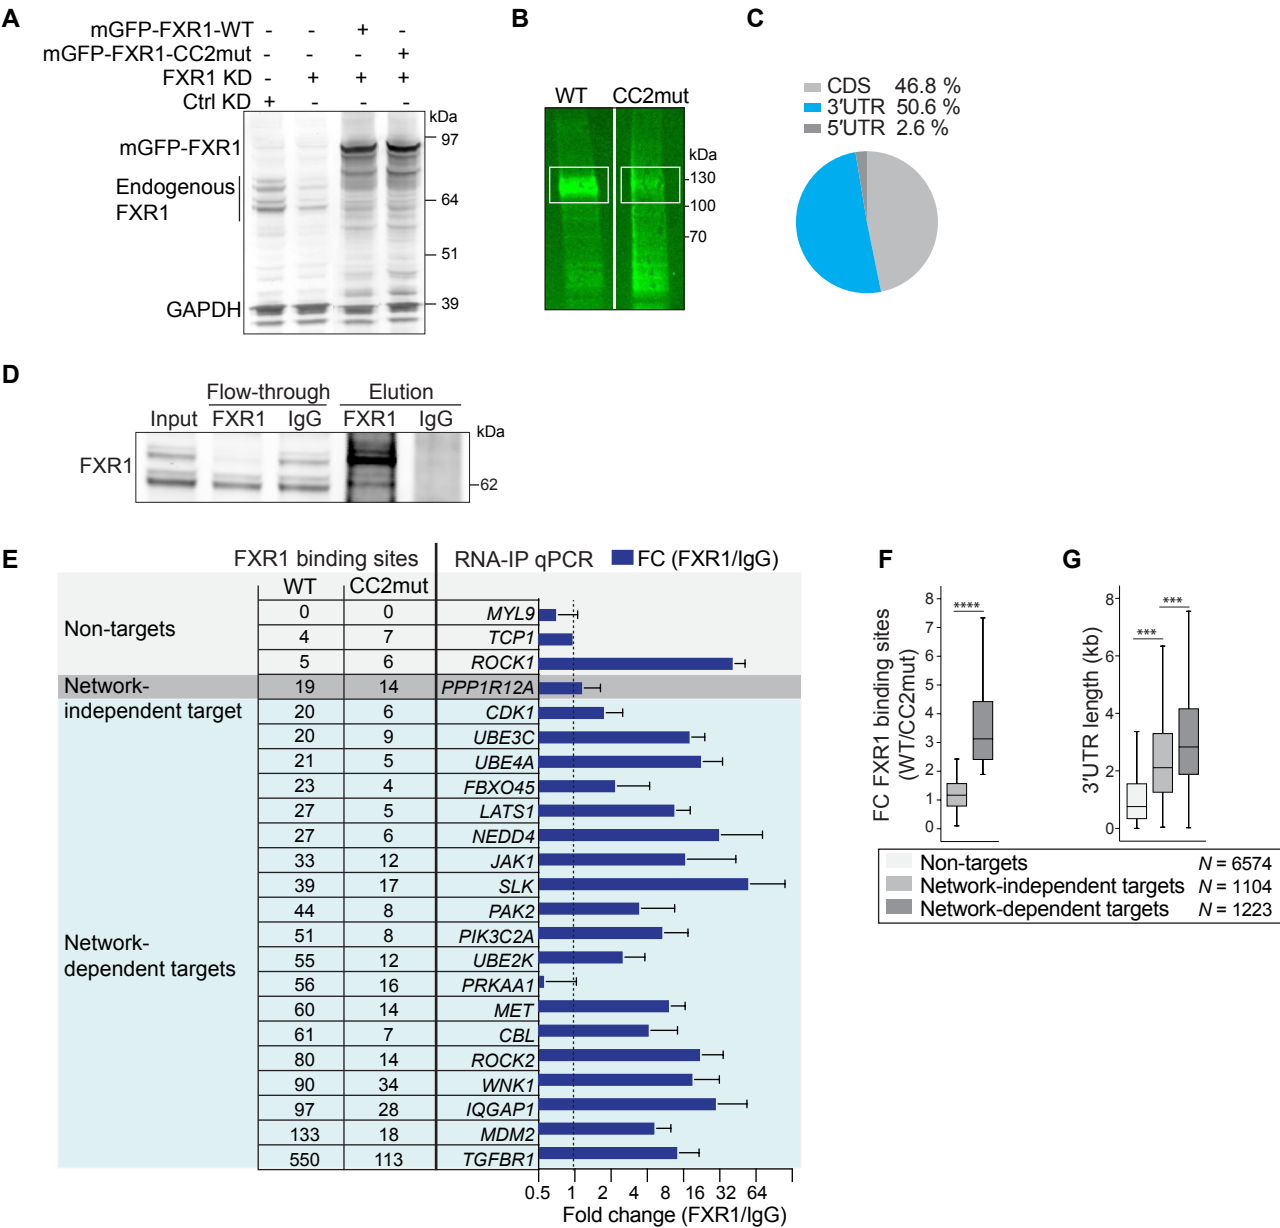 A
mGFP-FXR1-WT - - + -
mGFP-FXR1-CC2mut - - - +
FXR1 KD - + + +
Ctrl KD + - - -
kDa
mGFP-FXR1
97
Endogenous
FXR1
64
51
GAPDH
39
B
WT CC2mut
kDa
130
100
70
C
CDS 46.8 %
3′UTR 50.6 %
5′UTR 2.6 %
D
Flow-through Elution
Input FXR1 IgG FXR1 IgG
kDa
FXR1
62
E
FXR1 binding sites RNA-IP qPCR FC (FXR1/IgG)
WT CC2mut
Non-targets
0 0 MYL9
4 7 TCP1
5 6 ROCK1
Network-
independent target
19 14 PPP1R12A
Network-
dependent targets
20 6 CDK1
20 9 UBE3C
21 5 UBE4A
23 4 FBXO45
27 5 LATS1
27 6 NEDD4
33 12 JAK1
39 17 SLK
44 8 PAK2
51 8 PIK3C2A
55 12 UBE2K
56 16 PRKAA1
60 14 MET
61 7 CBL
80 14 ROCK2
90 34 WNK1
97 28 IQGAP1
133 18 MDM2
550 113 TGFBR1
0.5 1 2 4 8 16 32 64
Fold change (FXR1/IgG)
F
FC FXR1 binding sites
(WT/CC2mut)
8
7
6
5
4
3
2
1
0
****
G
3′UTR length (kb)
8
6
4
2
0
***
***
Non-targets N = 6574
Network-independent targets N = 1104
Network-dependent targets N = 1223